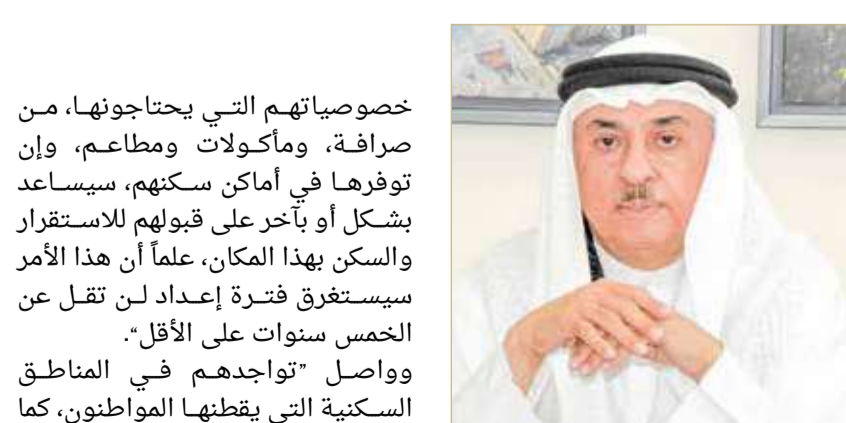 خصوصياتهم التي يحتاجونها، من
صرافة، ومأكولات ومطاعم، وإن
توفرها في أماكن سكنهم، سيساعد
بشكل أو بآخر على قبولهم للاستقرار
والسكن بهذا المكان، علماً أن هذا الأمر
سيستغرق فترة إعداد لن تقل عن
الخمس سنوات على الأقل“.
وواصل ”تواجدهم في المناطق
السكنية التي يقطنها المواطنون، كما